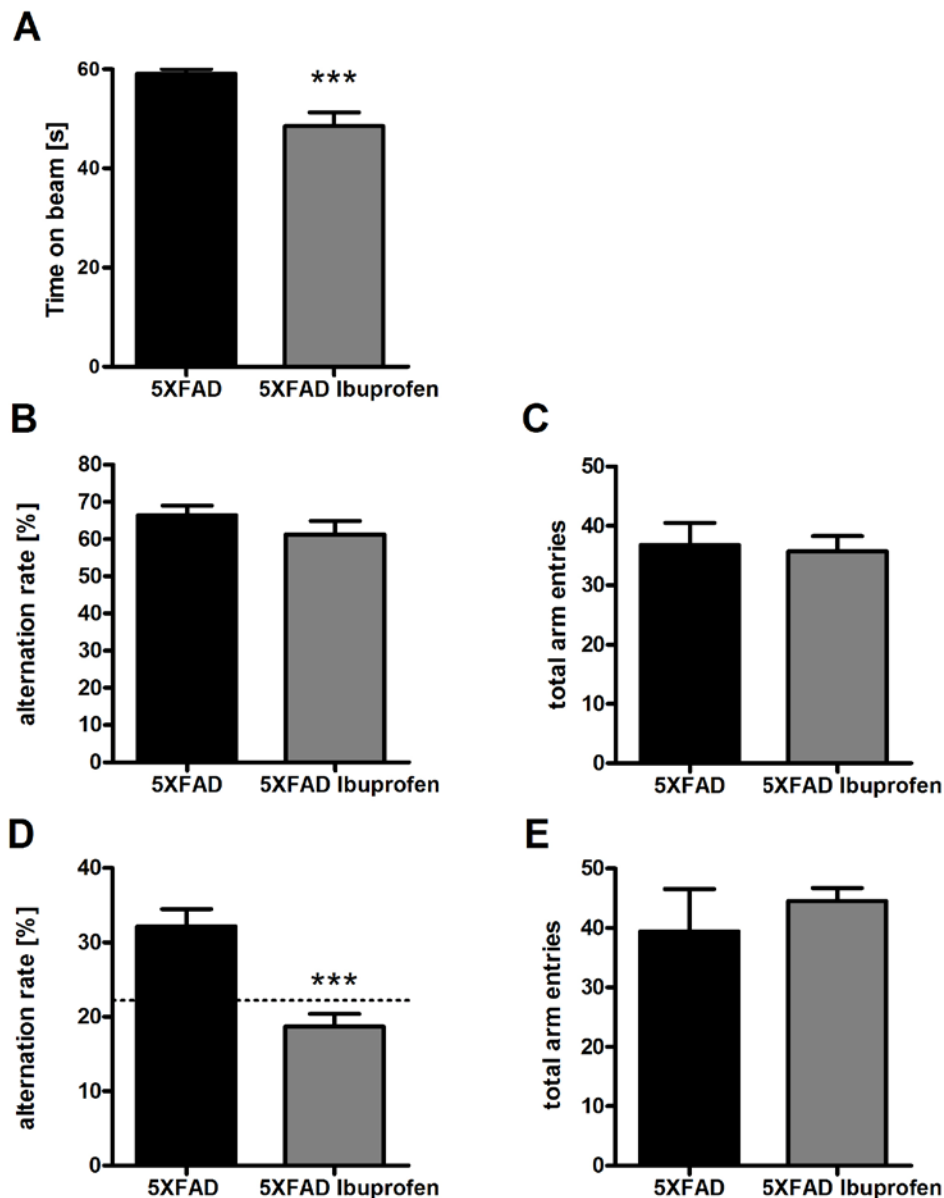 A
Time on beam [s]
60
40
20
0
***
5XFAD
5XFAD Ibuprofen
B
alternation rate [%]
80
70
60
50
40
30
20
10
0
5XFAD
5XFAD Ibuprofen
C
total arm entries
50
40
30
20
10
0
5XFAD
5XFAD Ibuprofen
D
alternation rate [%]
40
30
20
10
0
***
5XFAD
5XFAD Ibuprofen
E
total arm entries
50
40
30
20
10
0
5XFAD
5XFAD Ibuprofen